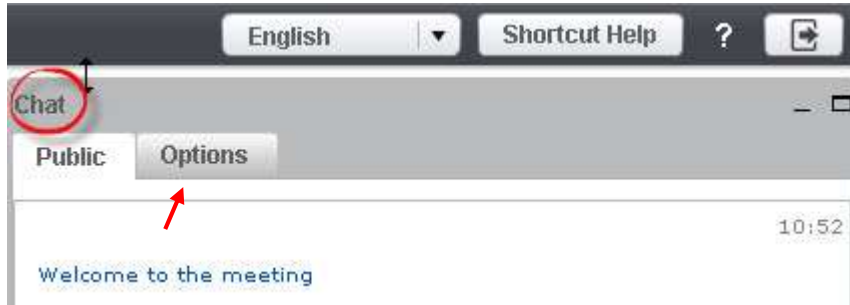 English Shortcut Help ?
Chat
Public Options
10:52
Welcome to the meeting